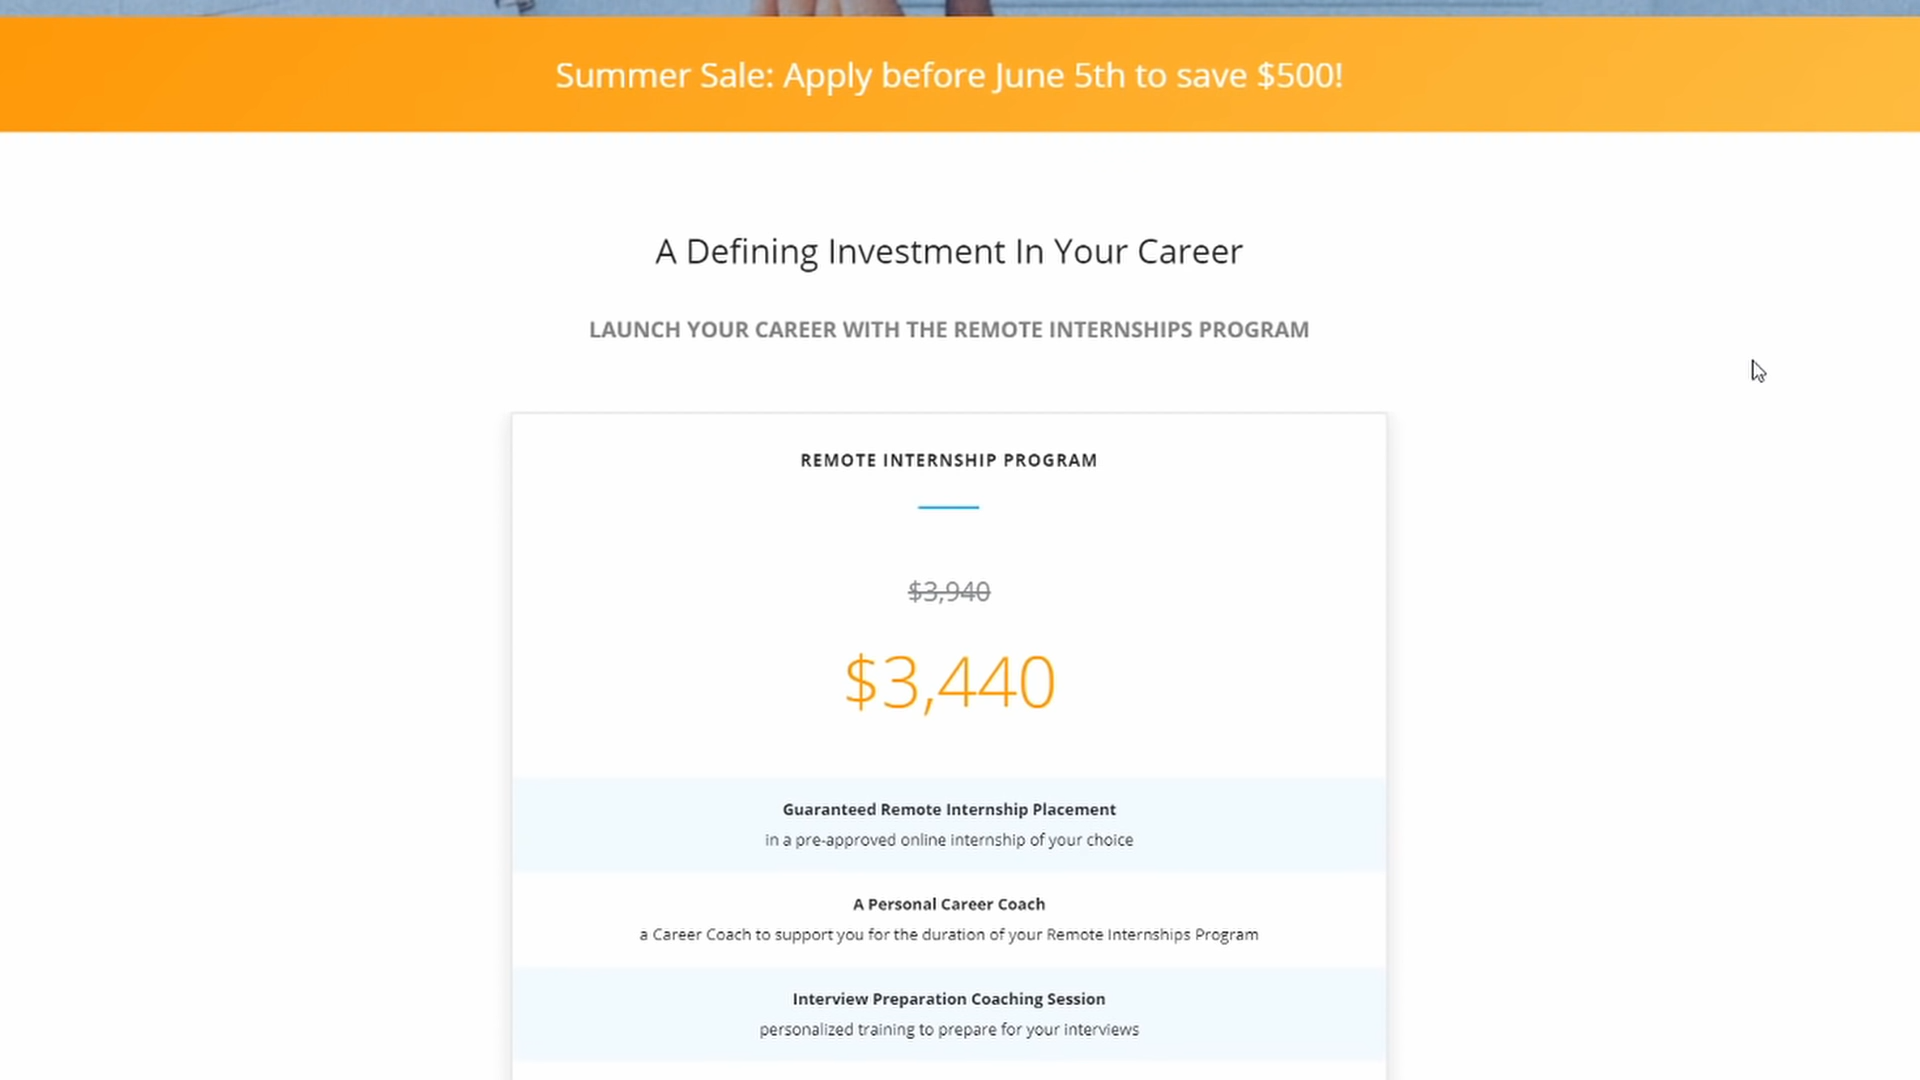 Summer Sale: Apply before June 5th to save $500!
A Defining Investment In Your Career
LAUNCH YOUR CAREER WITH THE REMOTE INTERNSHIPS PROGRAM
REMOTE INTERNSHIP PROGRAM
$3,940
$3,440
Guaranteed Remote Internship Placement
in a pre-approved online internship of your choice
A Personal Career Coach
a Career Coach to support you for the duration of your Remote Internships Program
Interview Preparation Coaching Session
personalized training to prepare for your interviews